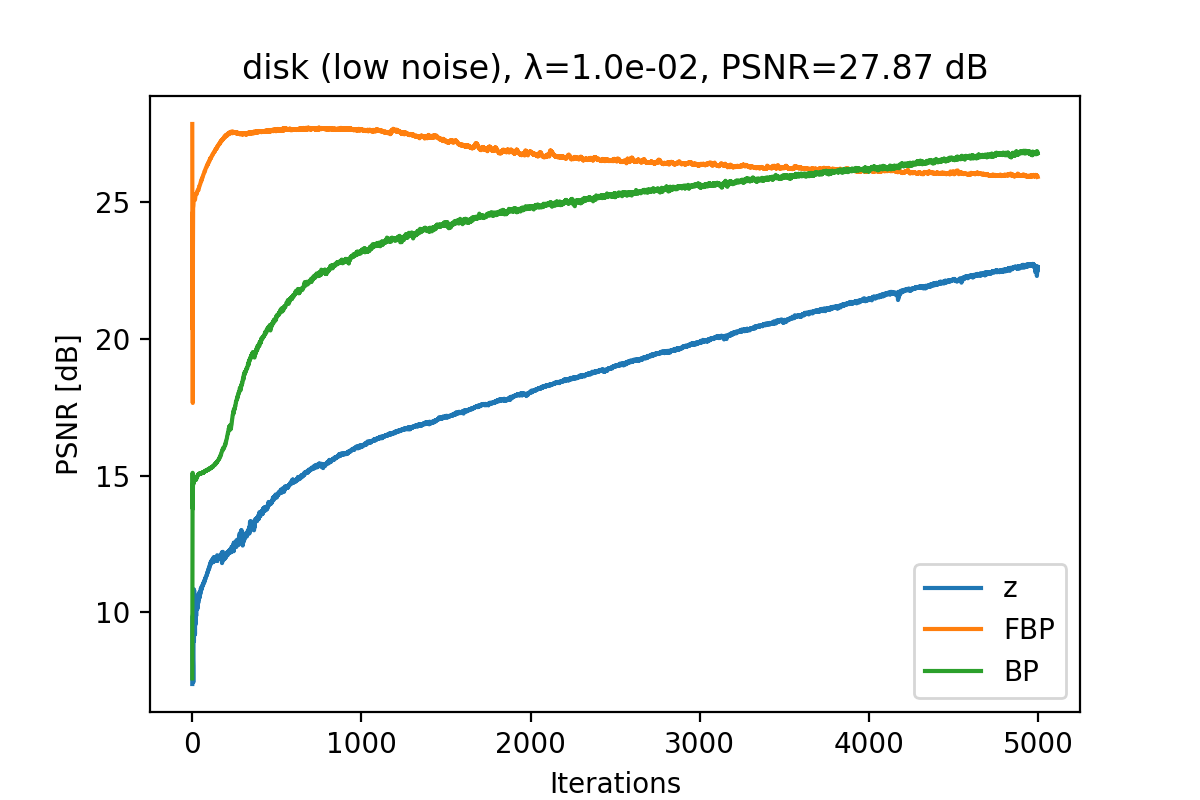 disk (low noise), λ=1.0e-02, PSNR=27.87 dB
PSNR [dB]
25
20
15
10
z
FBP
BP
0 1000 2000 3000 4000 5000
Iterations